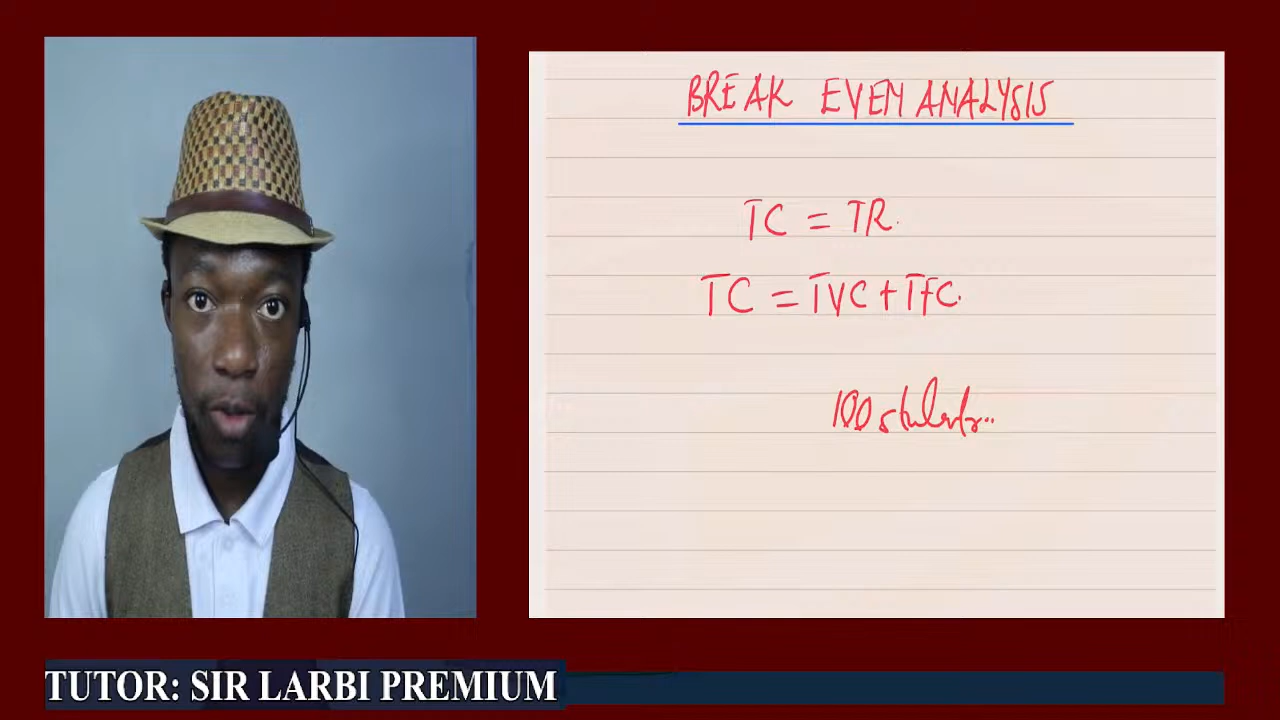 BREAK EVEN ANALYSIS
TC = TR.
TC = TVC + TFC.
100 students..
TUTOR: SIR LARBI PREMIUM